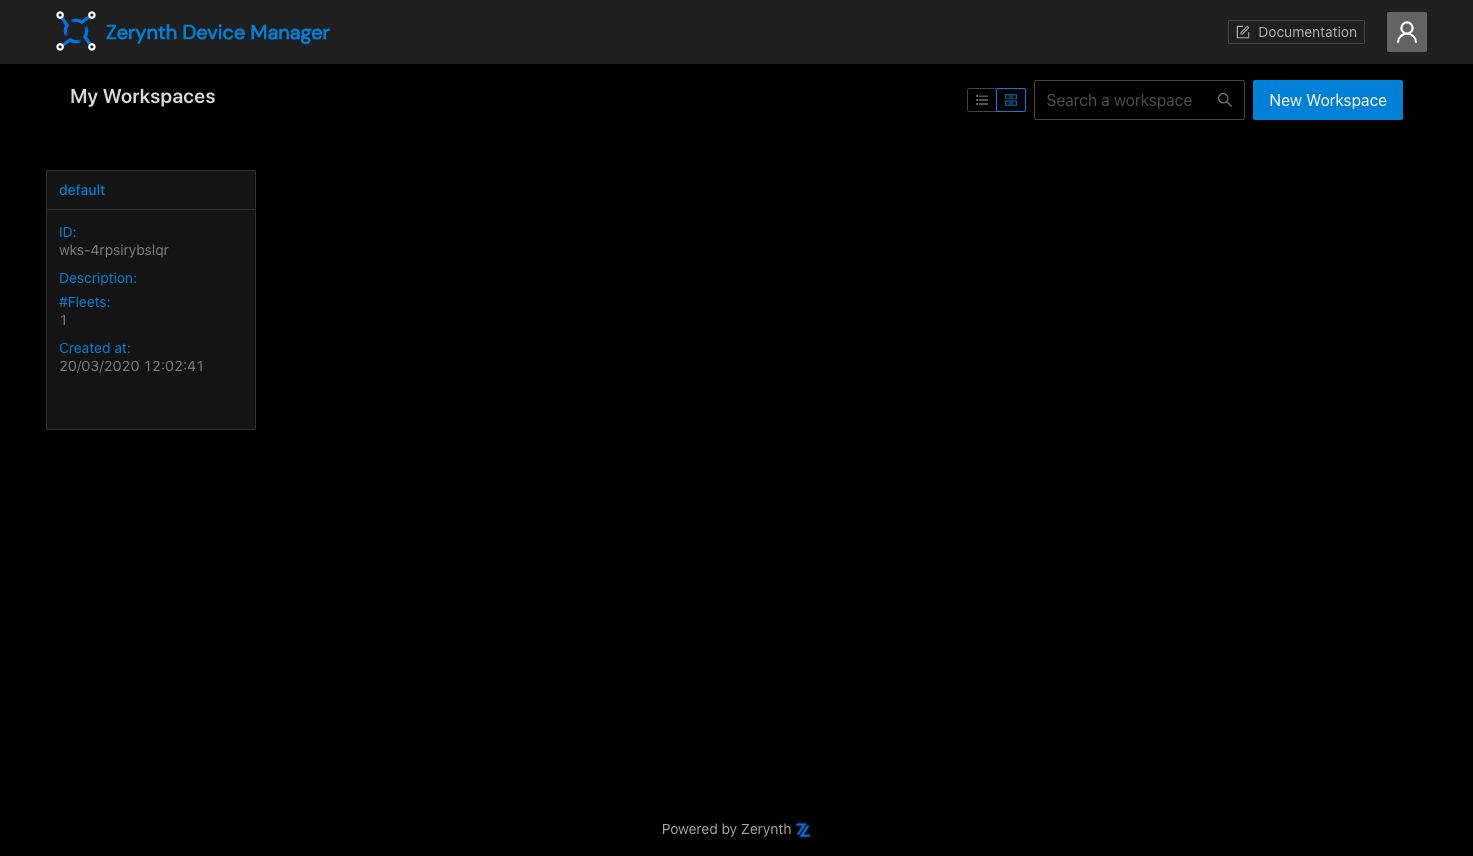 Zerynth Device Manager
Documentation
My Workspaces
Search a workspace
New Workspace
default
ID:
wks-4rpsirybslqr
Description:
#Fleets:
1
Created at:
20/03/2020 12:02:41
Powered by Zerynth